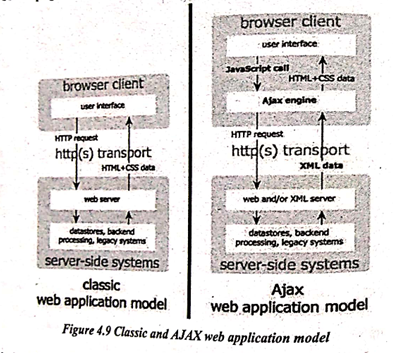 browser client
user interface
HTTP request
http(s) transport
HTML+CSS data
web server
datastores, backend
processing, legacy systems
server-side systems
classic
web application model
browser client
user interface
JavaScript call
HTML+CSS data
Ajax engine
HTTP request
http(s) transport
XML data
web and/or XML server
datastores, backend
processing, legacy systems
server-side systems
Ajax
web application model
Figure 4.9 Classic and AJAX web application model